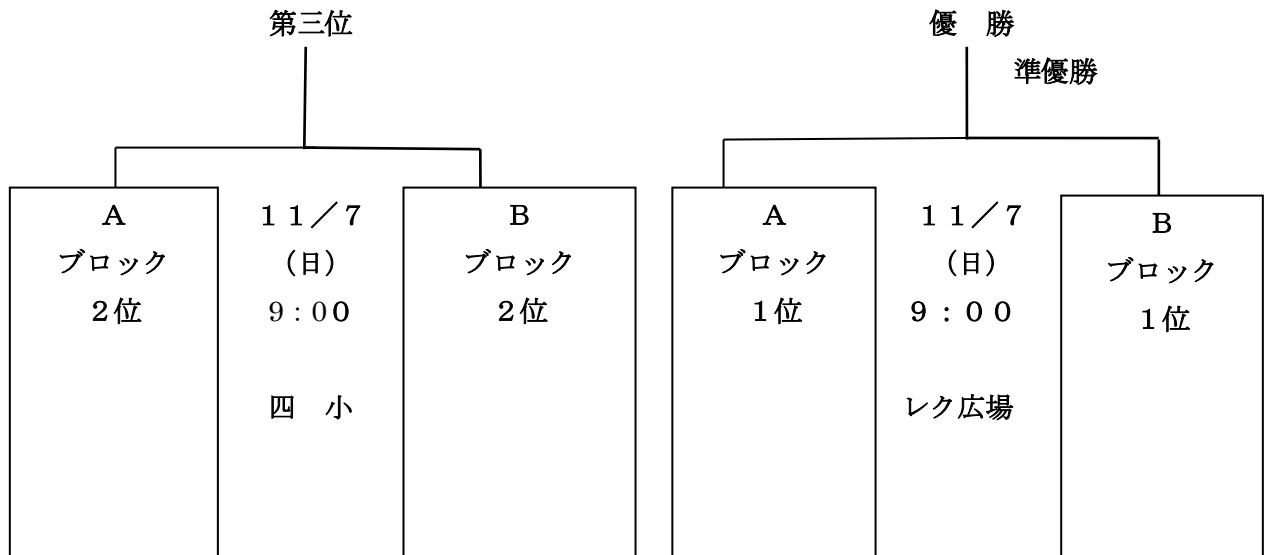 第三位
Ａ
ブロック
２位
１１／７
（日）
9：0０
四　小
Ｂ
ブロック
２位
優　勝
準優勝
Ａ
ブロック
１位
１１／７
（日）
９：００
レク広場
Ｂ
ブロック
１位